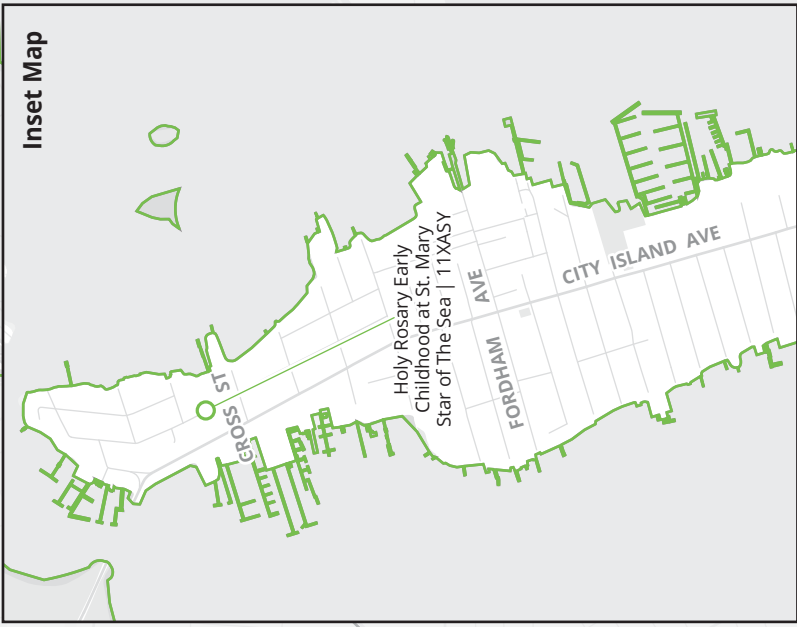 Inset Map
Holy Rosary Early
Childhood at St. Mary
Star of The Sea | 11XASY
CROSS ST
FORDHAM AVE
CITY ISLAND AVE